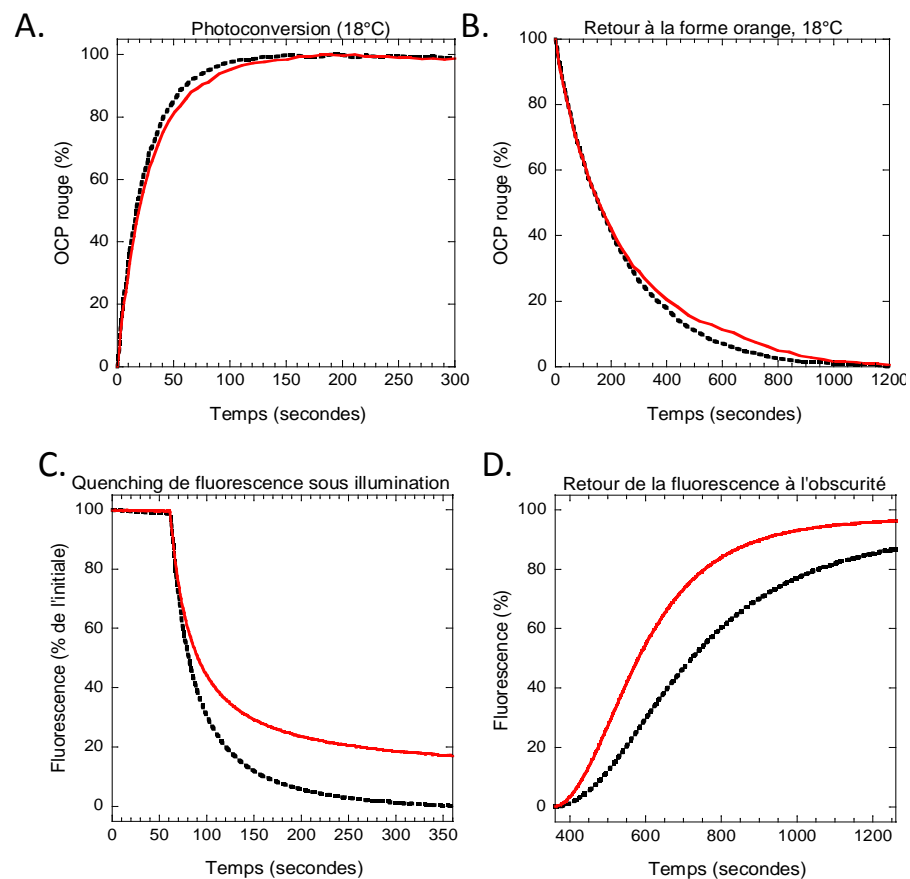 A.
Photoconversion (18°C)
OCP rouge (%)
100
80
60
40
20
0
0 50 100 150 200 250 300
Temps (secondes)
B.
Retour à la forme orange, 18°C
OCP rouge (%)
100
80
60
40
20
0
0 200 400 600 800 1000 1200
Temps (secondes)
C.
Quenching de fluorescence sous illumination
Fluorescence (% de l'initiale)
100
80
60
40
20
0
0 50 100 150 200 250 300 350
Temps (secondes)
D.
Retour de la fluorescence à l'obscurité
Fluorescence (%)
100
80
60
40
20
0
400 600 800 1000 1200
Temps (secondes)